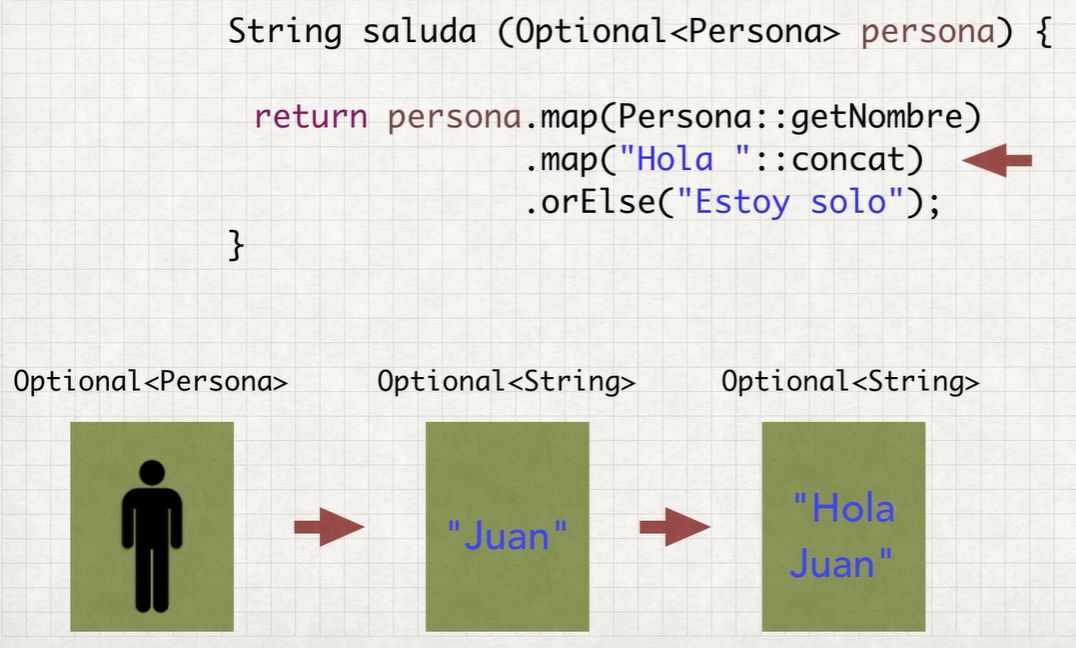 String saluda (Optional<Persona> persona) {
return persona.map(Persona::getNombre)
.map("Hola "::concat)
.orElse("Estoy solo");
}
Optional<Persona> Optional<String> Optional<String>
"Juan"
"Hola
Juan"